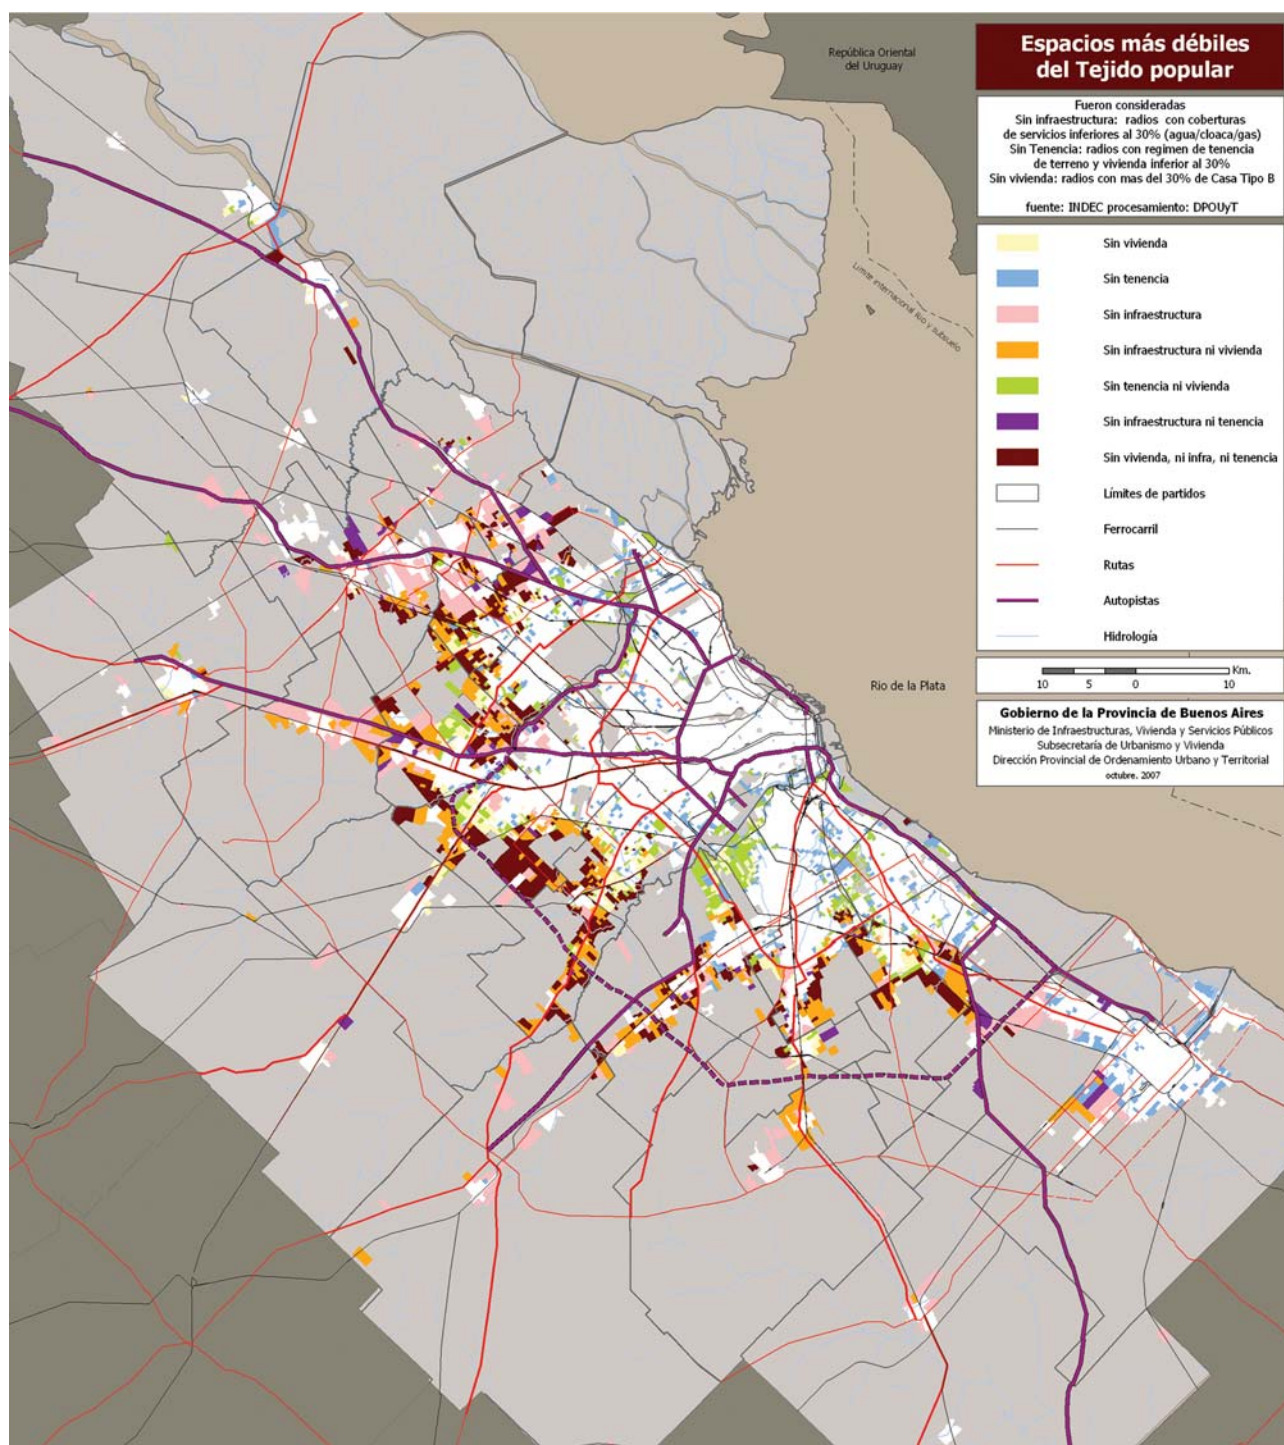 República Oriental
del Uruguay
Espacios más débiles
del Tejido popular
Fueron consideradas
Sin infraestructura: radios con coberturas
de servicios inferiores al 30% (agua/cloaca/gas)
Sin Tenencia: radios con regimen de tenencia
de terreno y vivienda inferior al 30%
Sin vivienda: radios con mas del 30% de Casa Tipo B
fuente: INDEC procesamiento: DPOUyT
Sin vivienda
Sin tenencia
Sin infraestructura
Sin infraestructura ni vivienda
Sin tenencia ni vivienda
Sin infraestructura ni tenencia
Sin vivienda, ni infra, ni tenencia
Límites de partidos
Ferrocarril
Rutas
Autopistas
Hidrología
Limite internacional Rio y subsuelo
Rio de la Plata
Km.
10 5 0 10
Gobierno de la Provincia de Buenos Aires
Ministerio de Infraestructuras, Vivienda y Servicios Públicos
Subsecretaría de Urbanismo y Vivienda
Dirección Provincial de Ordenamiento Urbano y Territorial
octubre. 2007